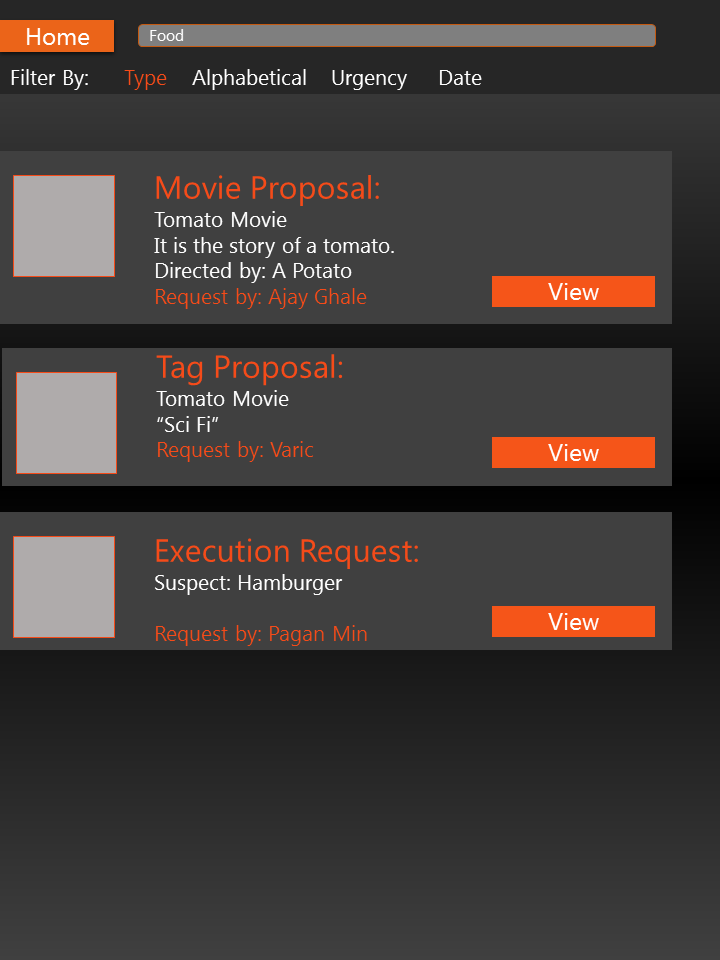 Home
Food
Filter By: Type Alphabetical Urgency Date
Movie Proposal:
Tomato Movie
It is the story of a tomato.
Directed by: A Potato
Request by: Ajay Ghale
View
Tag Proposal:
Tomato Movie
“Sci Fi”
Request by: Varic
View
Execution Request:
Suspect: Hamburger
Request by: Pagan Min
View